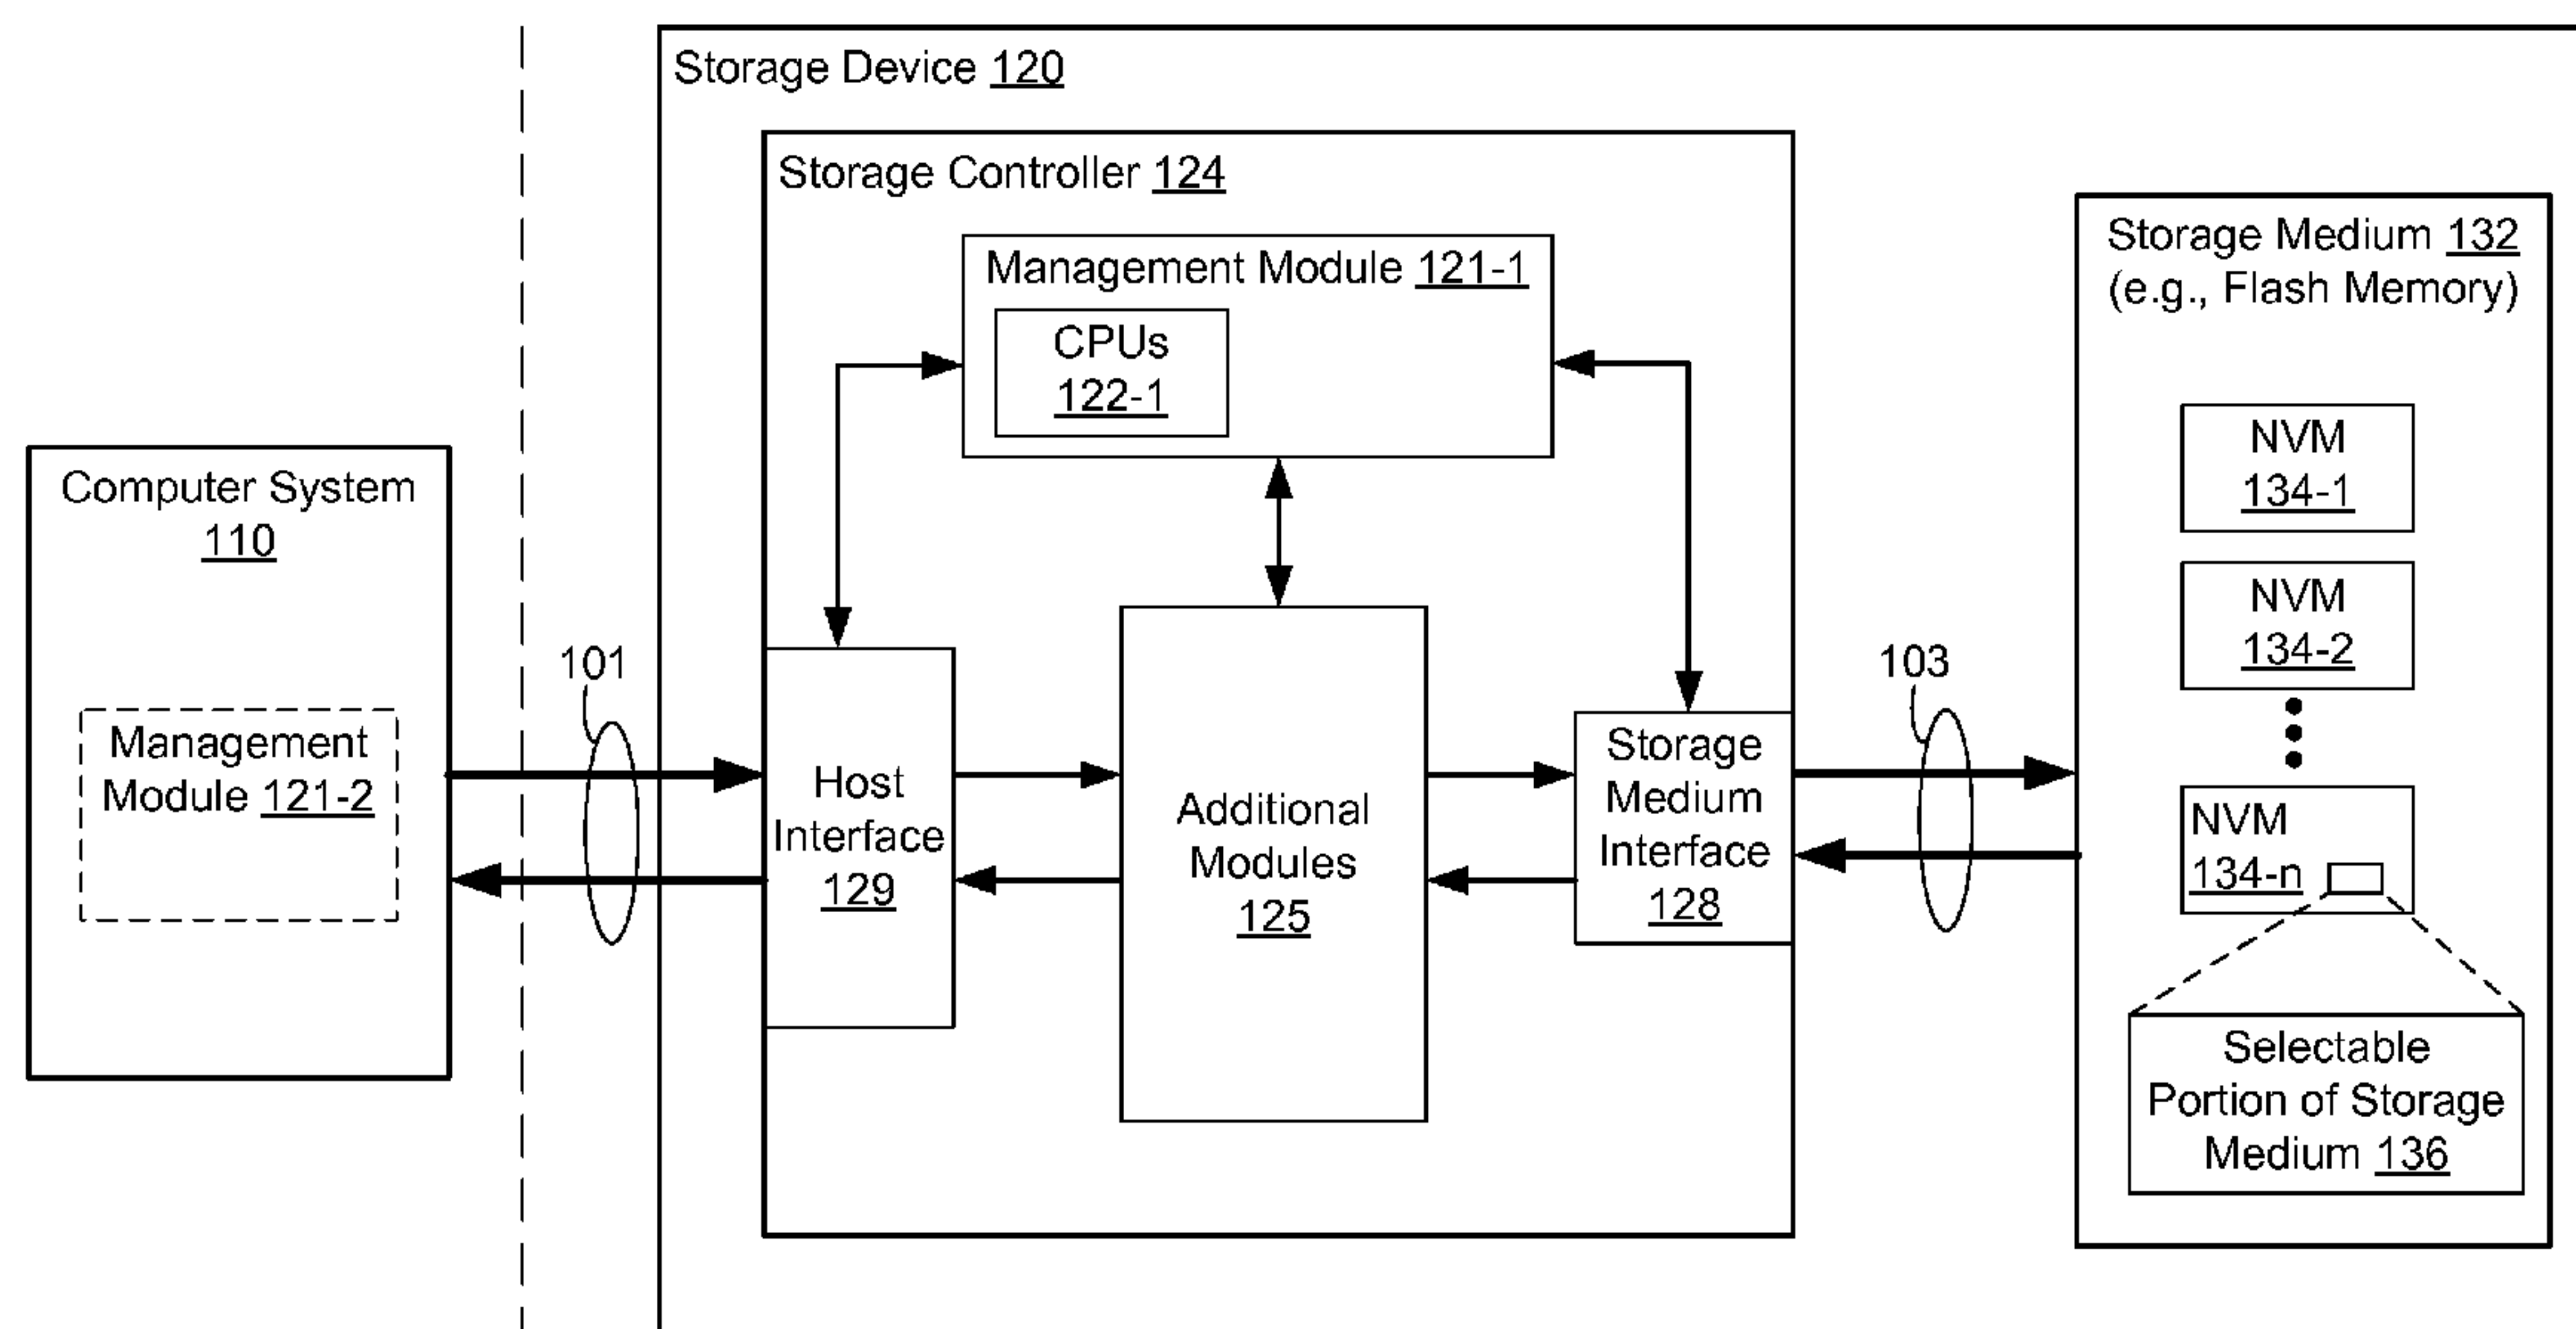 Storage Device 120
Storage Controller 124
Management Module 121-1
CPUs
122-1
Storage Medium 132
(e.g., Flash Memory)
NVM
134-1
NVM
134-2
NVM
134-n
Selectable
Portion of Storage
Medium 136
Computer System
110
Management
Module 121-2
101
Host
Interface
129
Additional
Modules
125
Storage
Medium
Interface
128
103